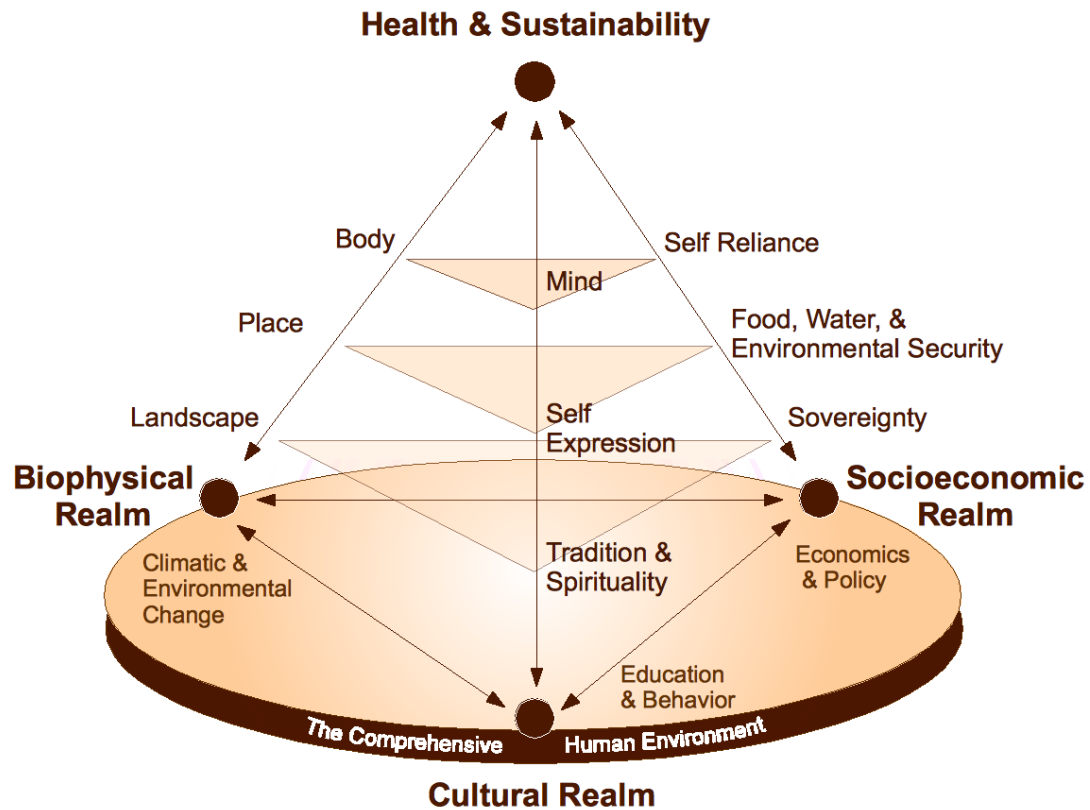 Health & Sustainability
Body
Self Reliance
Mind
Place
Food, Water, &
Environmental Security
Landscape
Self
Expression
Sovereignty
Biophysical
Realm
Socioeconomic
Realm
Climatic &
Environmental
Change
Tradition &
Spirituality
Economics
& Policy
Education
& Behavior
The Comprehensive Human Environment
Cultural Realm